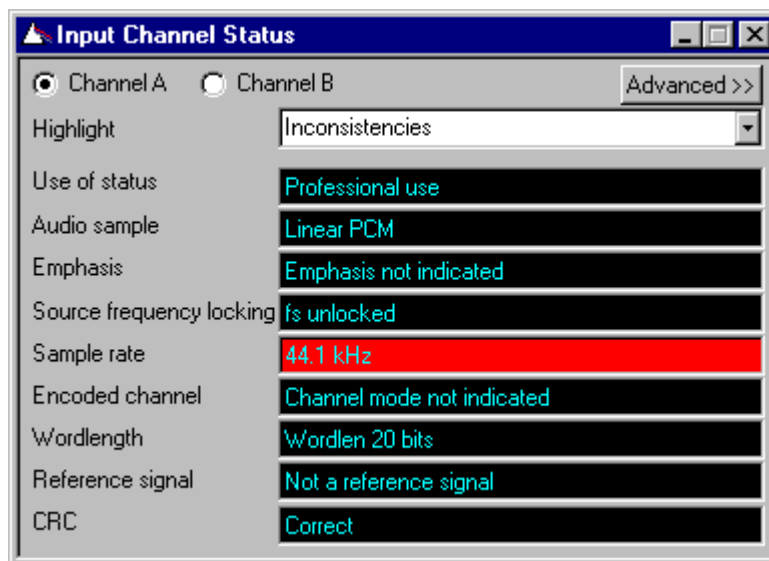 Input Channel Status
Channel A Channel B Advanced >>
Highlight Inconsistencies
Use of status Professional use
Audio sample Linear PCM
Emphasis Emphasis not indicated
Source frequency locking fs unlocked
Sample rate 44.1 kHz
Encoded channel Channel mode not indicated
Wordlength Wordlen 20 bits
Reference signal Not a reference signal
CRC Correct